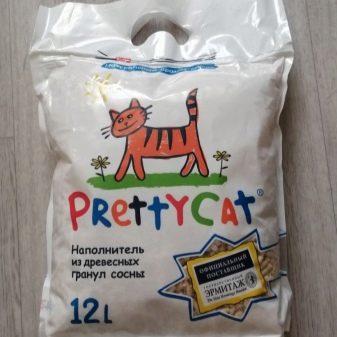 PRettYCat®
Наполнитель
из древесных
гранул сосны
12L
ОФИЦИАЛЬНЫЙ
ПОСТАВЩИК
ЭРМИТАЖ